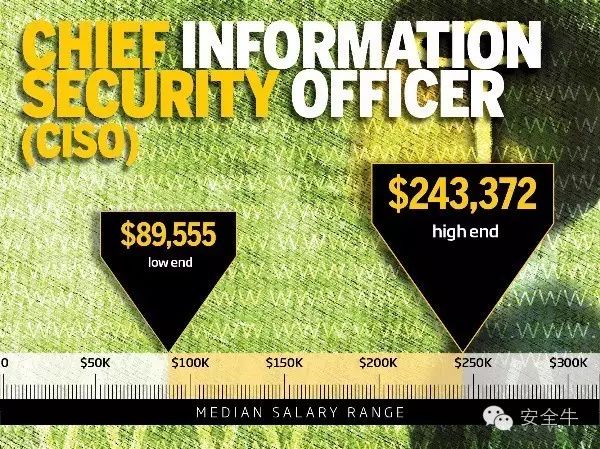 CHIEF INFORMATION
SECURITY OFFICER
(CISO)
$243,372
high end
$89,555
low end
0 $50K $100K $150K $200K $250K $300K
MEDIAN SALARY RANGE
安全牛